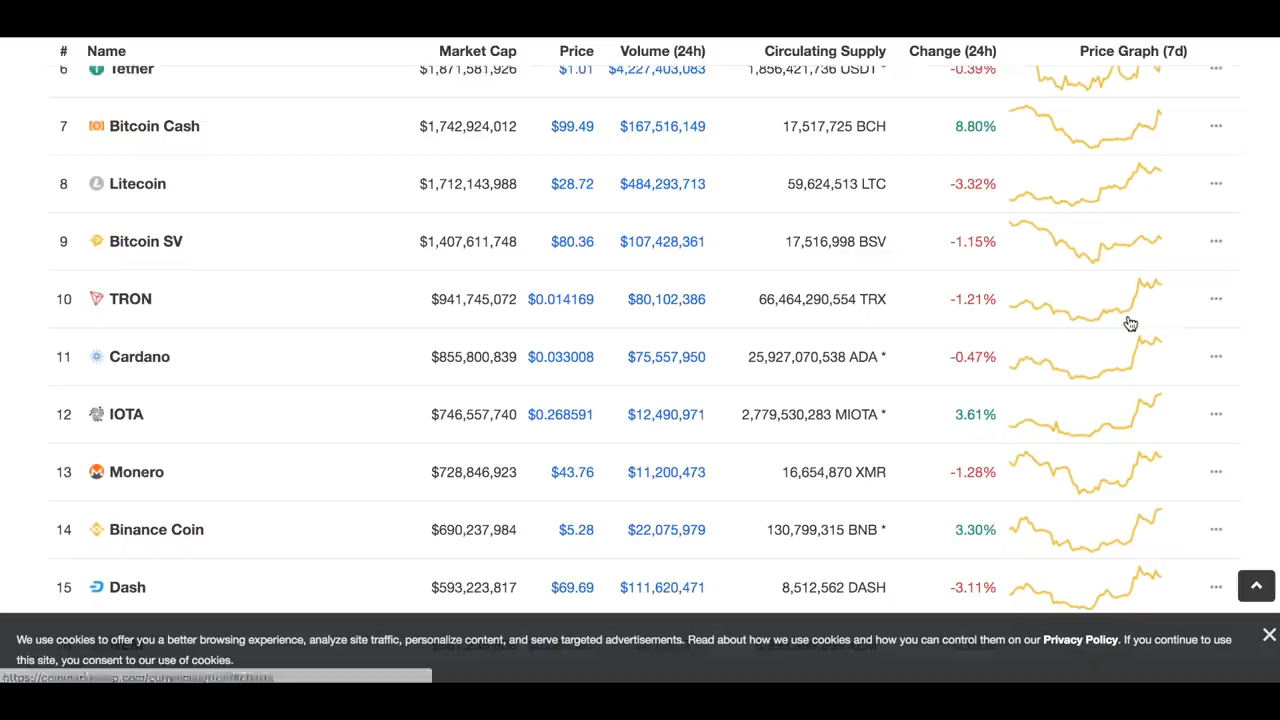 # Name Market Cap Price Volume (24h) Circulating Supply Change (24h) Price Graph (7d)
6 Tether $1,871,581,926 $1.01 $4,227,403,083 1,856,421,736 USDT * -0.39%
7 Bitcoin Cash $1,742,924,012 $99.49 $167,516,149 17,517,725 BCH 8.80%
8 Litecoin $1,712,143,988 $28.72 $484,293,713 59,624,513 LTC -3.32%
9 Bitcoin SV $1,407,611,748 $80.36 $107,428,361 17,516,998 BSV -1.15%
10 TRON $941,745,072 $0.014169 $80,102,386 66,464,290,554 TRX -1.21%
11 Cardano $855,800,839 $0.033008 $75,557,950 25,927,070,538 ADA * -0.47%
12 IOTA $746,557,740 $0.268591 $12,490,971 2,779,530,283 MIOTA * 3.61%
13 Monero $728,846,923 $43.76 $11,200,473 16,654,870 XMR -1.28%
14 Binance Coin $690,237,984 $5.28 $22,075,979 130,799,315 BNB * 3.30%
15 Dash $593,223,817 $69.69 $111,620,471 8,512,562 DASH -3.11%
We use cookies to offer you a better browsing experience, analyze site traffic, personalize content, and serve targeted advertisements. Read about how we use cookies and how you can control them on our Privacy Policy. If you continue to use
this site, you consent to our use of cookies.